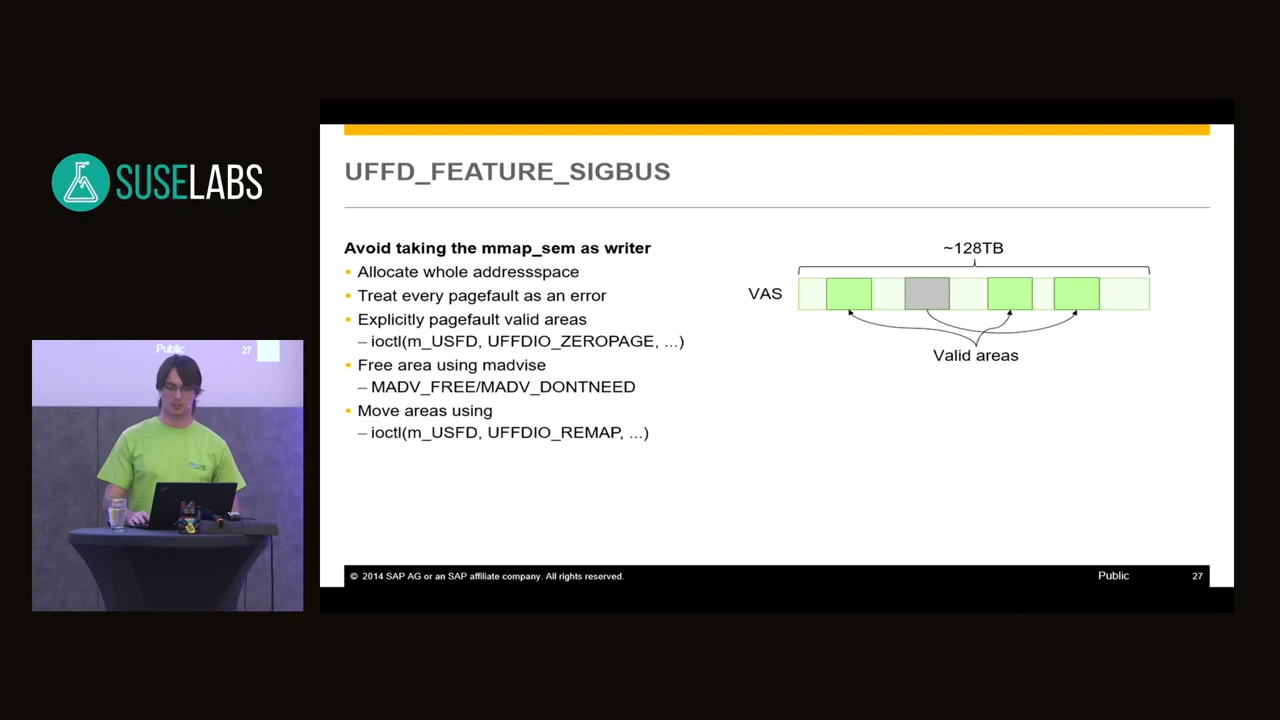 SUSELABS
UFFD_FEATURE_SIGBUS
Avoid taking the mmap_sem as writer
• Allocate whole addressspace
• Treat every pagefault as an error
• Explicitly pagefault valid areas
– ioctl(m_USFD, UFFDIO_ZEROPAGE, ...)
• Free area using madvise
– MADV_FREE/MADV_DONTNEED
• Move areas using
– ioctl(m_USFD, UFFDIO_REMAP, ...)
~128TB
VAS
Valid areas
© 2014 SAP AG or an SAP affiliate company. All rights reserved.
Public
27
Public
27